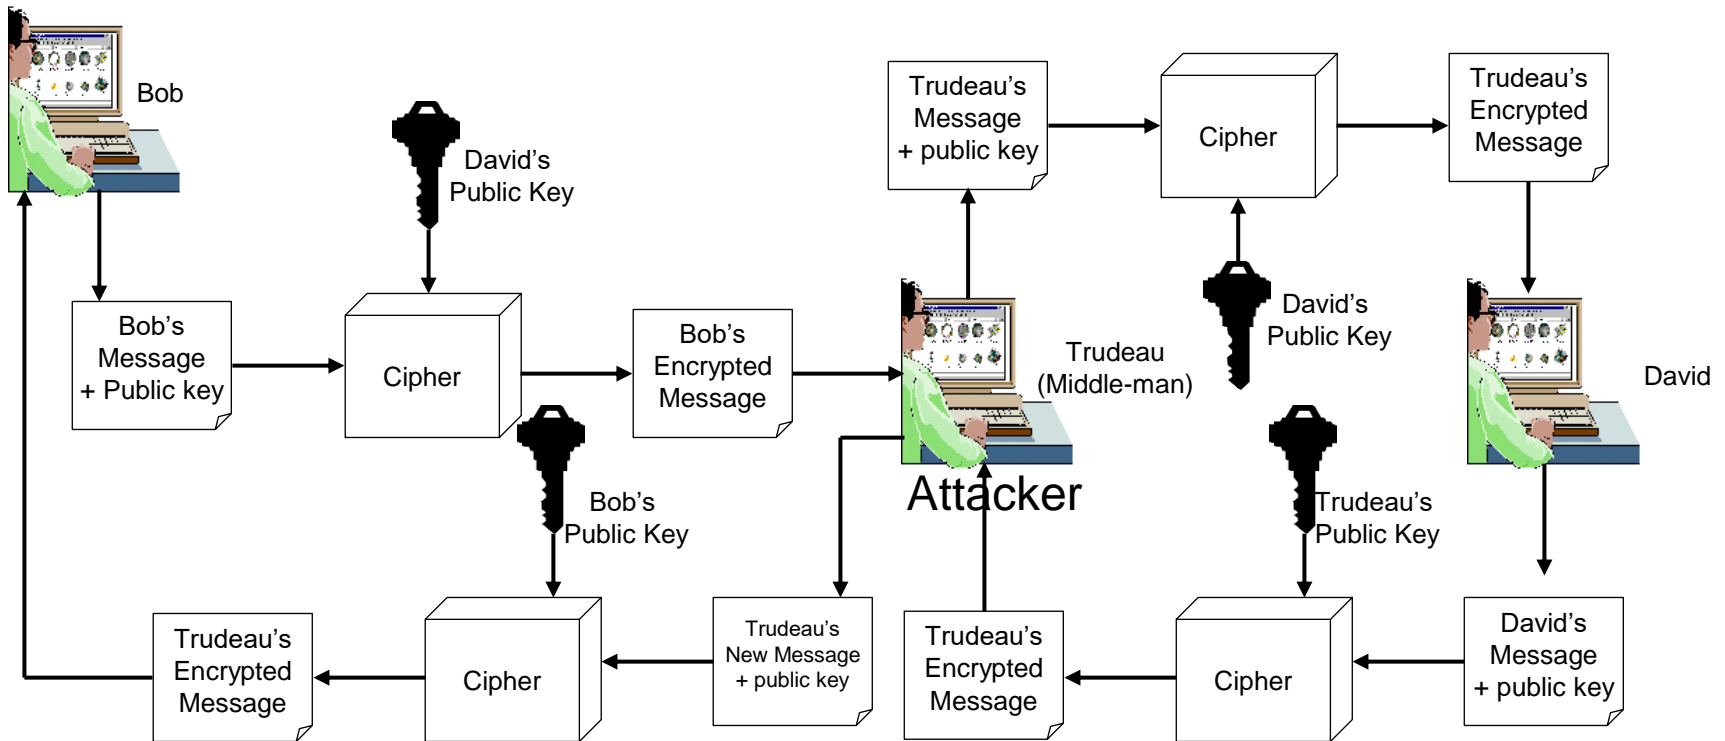 Bob
David's
Public Key
Bob's
Message
+ Public key
Cipher
Bob's
Encrypted
Message
Trudeau
(Middle-man)
Attacker
Trudeau's
Message
+ public key
Cipher
David's
Public Key
Trudeau's
Encrypted
Message
David
David's
Message
+ public key
Trudeau's
Public Key
Cipher
Trudeau's
Encrypted
Message
Trudeau's
New Message
+ public key
Bob's
Public Key
Cipher
Trudeau's
Encrypted
Message